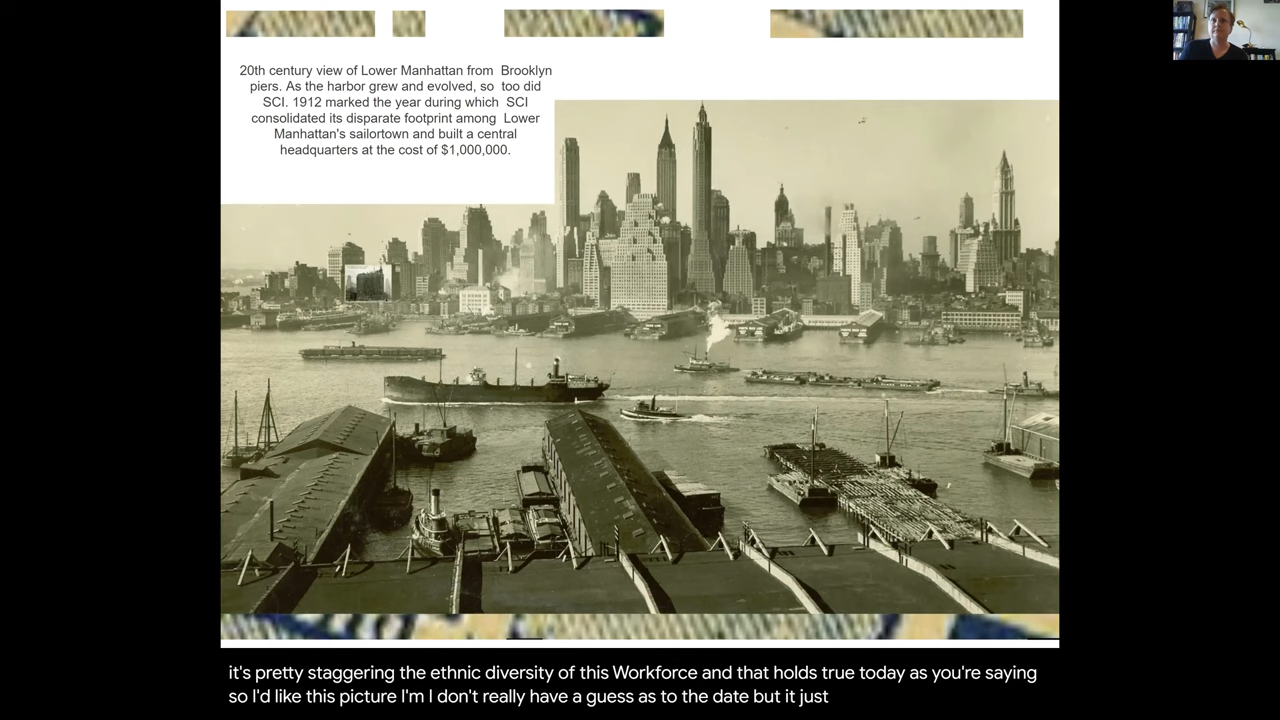 20th century view of Lower Manhattan from Brooklyn
piers. As the harbor grew and evolved, so too did
SCI. 1912 marked the year during which SCI
consolidated its disparate footprint among Lower
Manhattan's sailortown and built a central
headquarters at the cost of $1,000,000.
it's pretty staggering the ethnic diversity of this Workforce and that holds true today as you're saying
so I'd like this picture I'm I don't really have a guess as to the date but it just